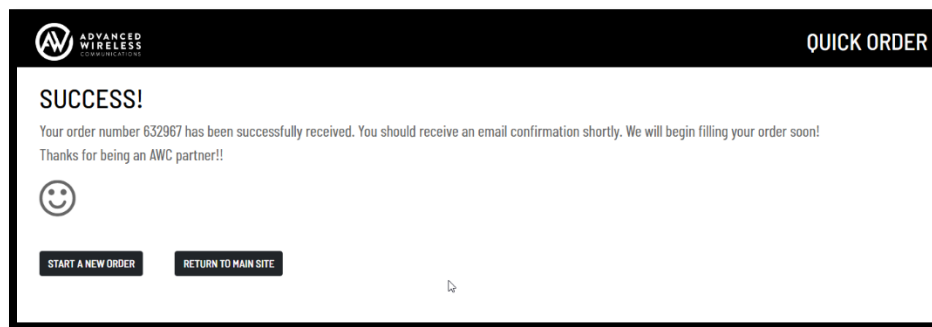 ADVANCED
WIRELESS
COMMUNICATIONS
QUICK ORDER
SUCCESS!
Your order number 632967 has been successfully received. You should receive an email confirmation shortly. We will begin filling your order soon!
Thanks for being an AWC partner!!
START A NEW ORDER
RETURN TO MAIN SITE